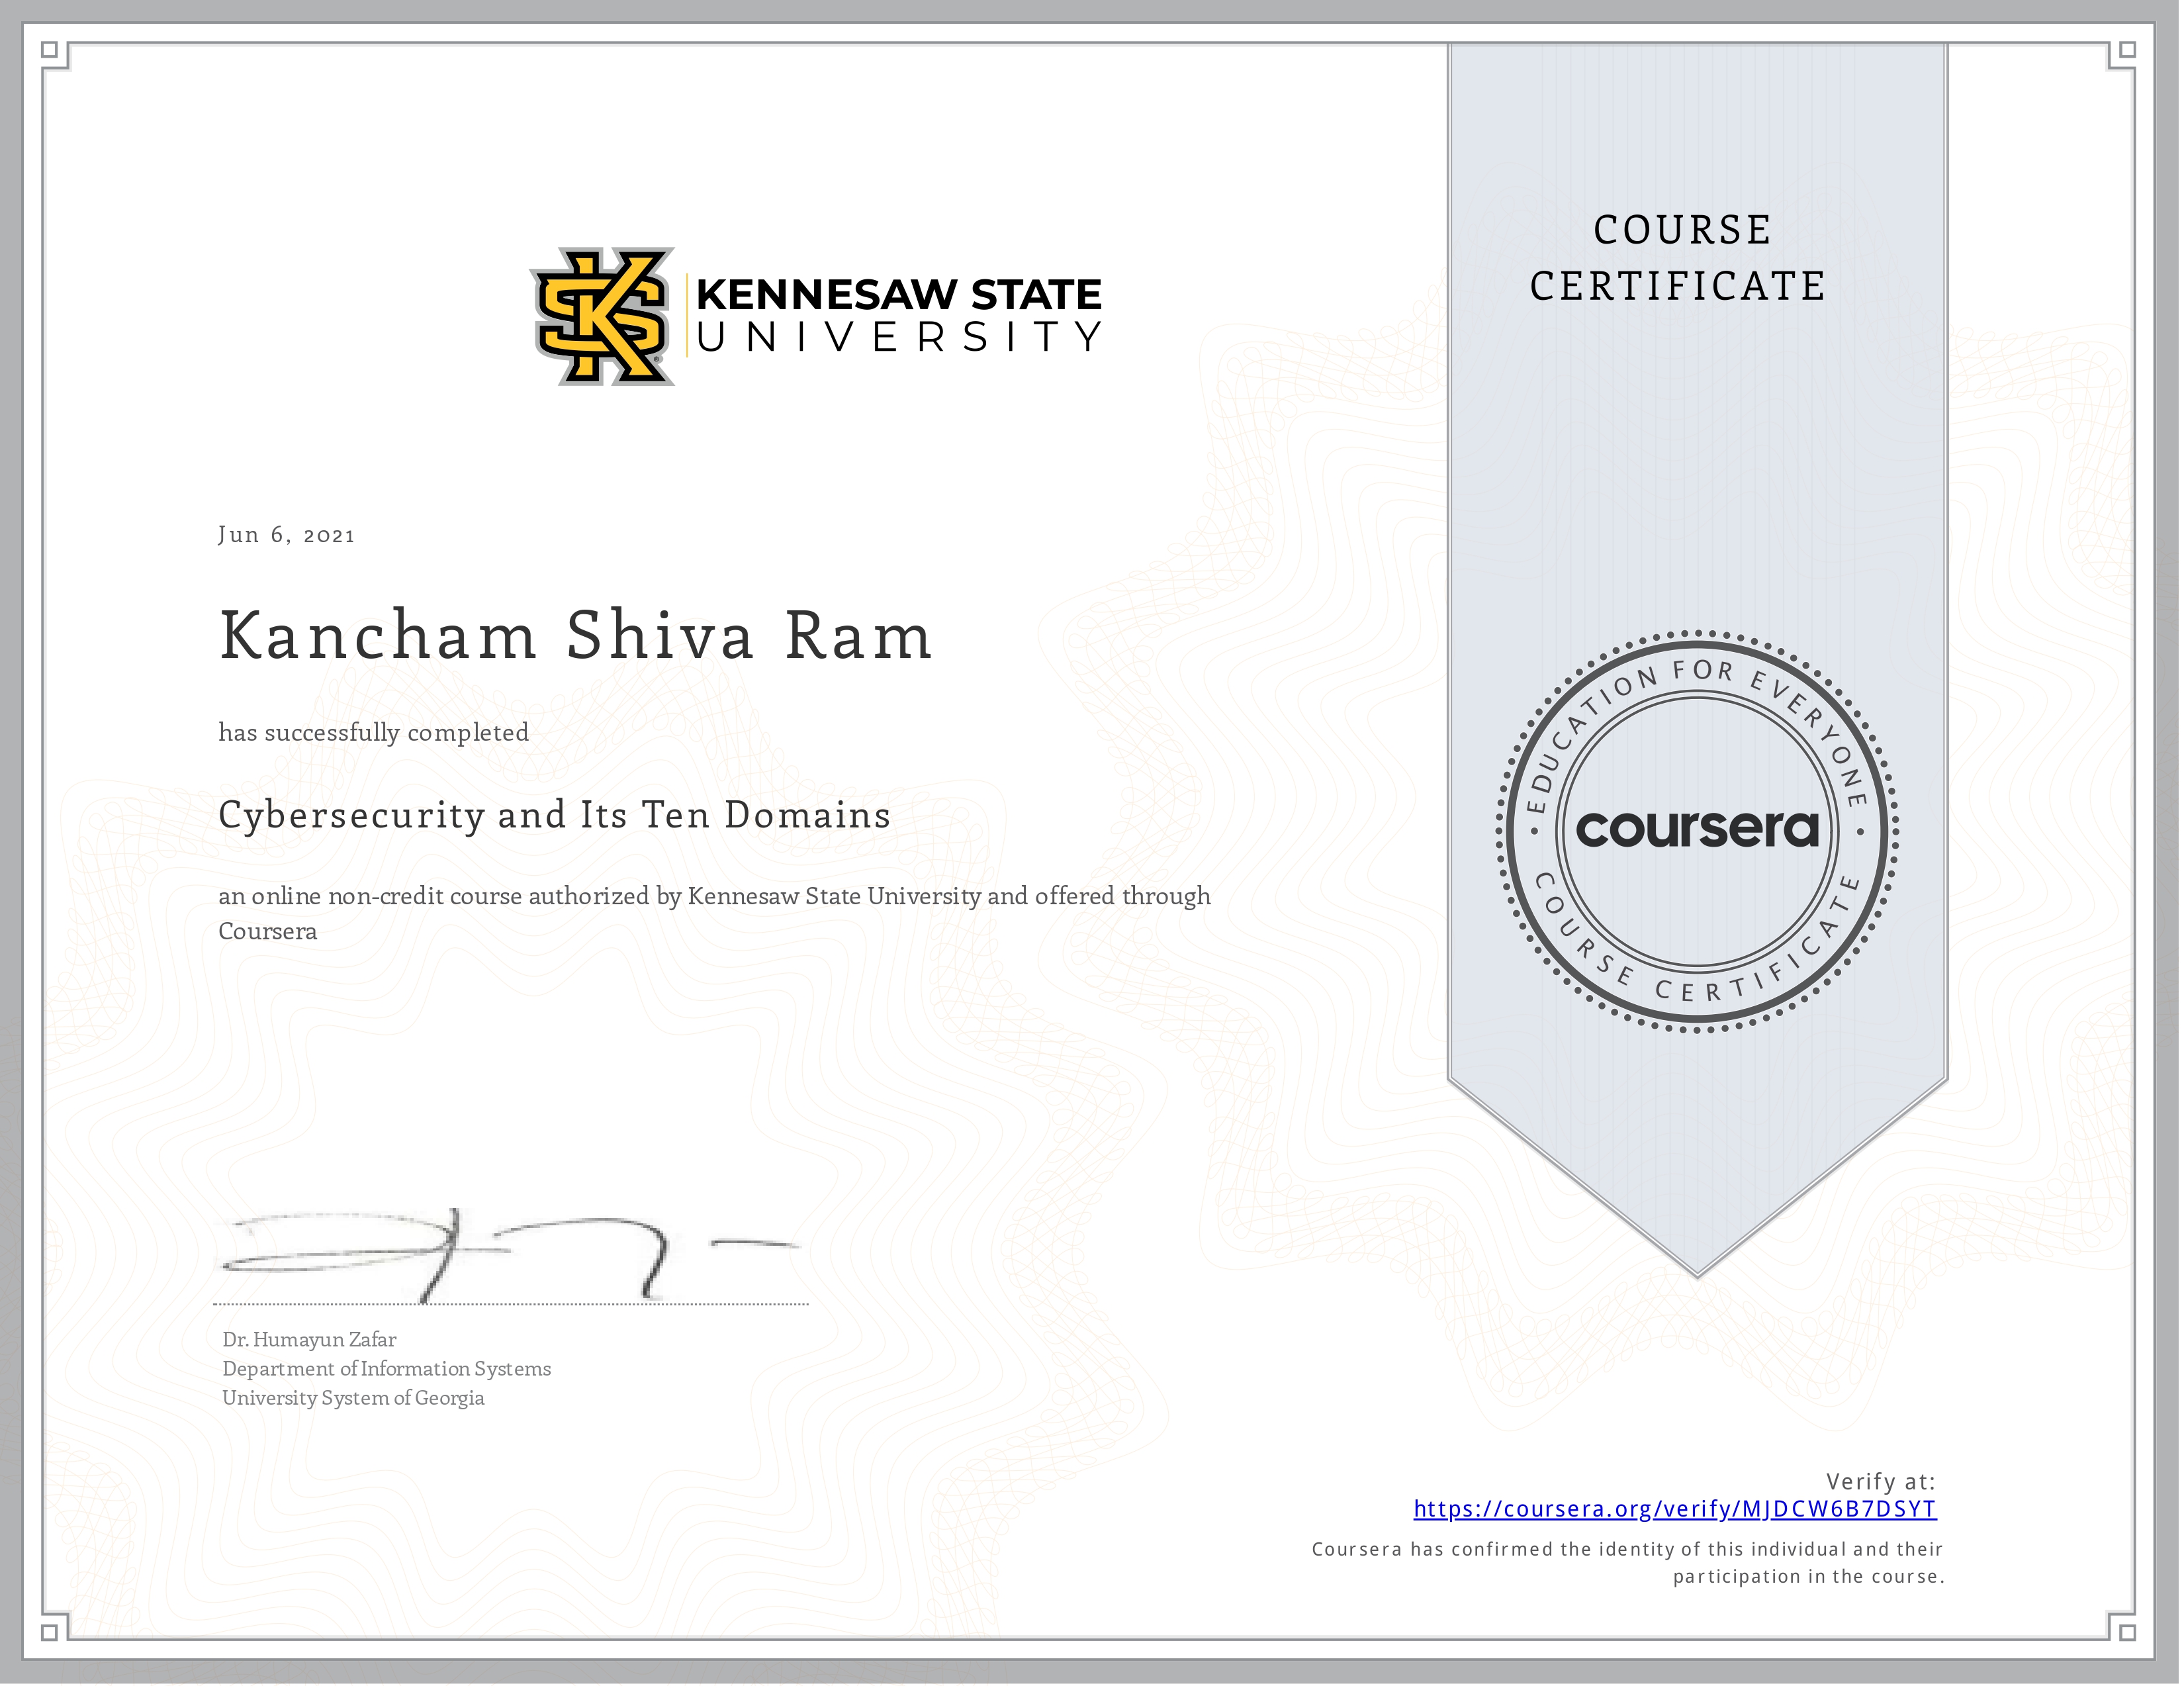 KENNESAW STATE
UNIVERSITY
COURSE
CERTIFICATE
Jun 6, 2021
Kancham Shiva Ram
has successfully completed
Cybersecurity and Its Ten Domains
an online non-credit course authorized by Kennesaw State University and offered through
Coursera
EDUCATION FOR EVERYONE
coursera
COURSE CERTIFICATE
Dr. Humayun Zafar
Department of Information Systems
University System of Georgia
Verify at:
https://coursera.org/verify/MJDCW6B7DSYT
Coursera has confirmed the identity of this individual and their
participation in the course.